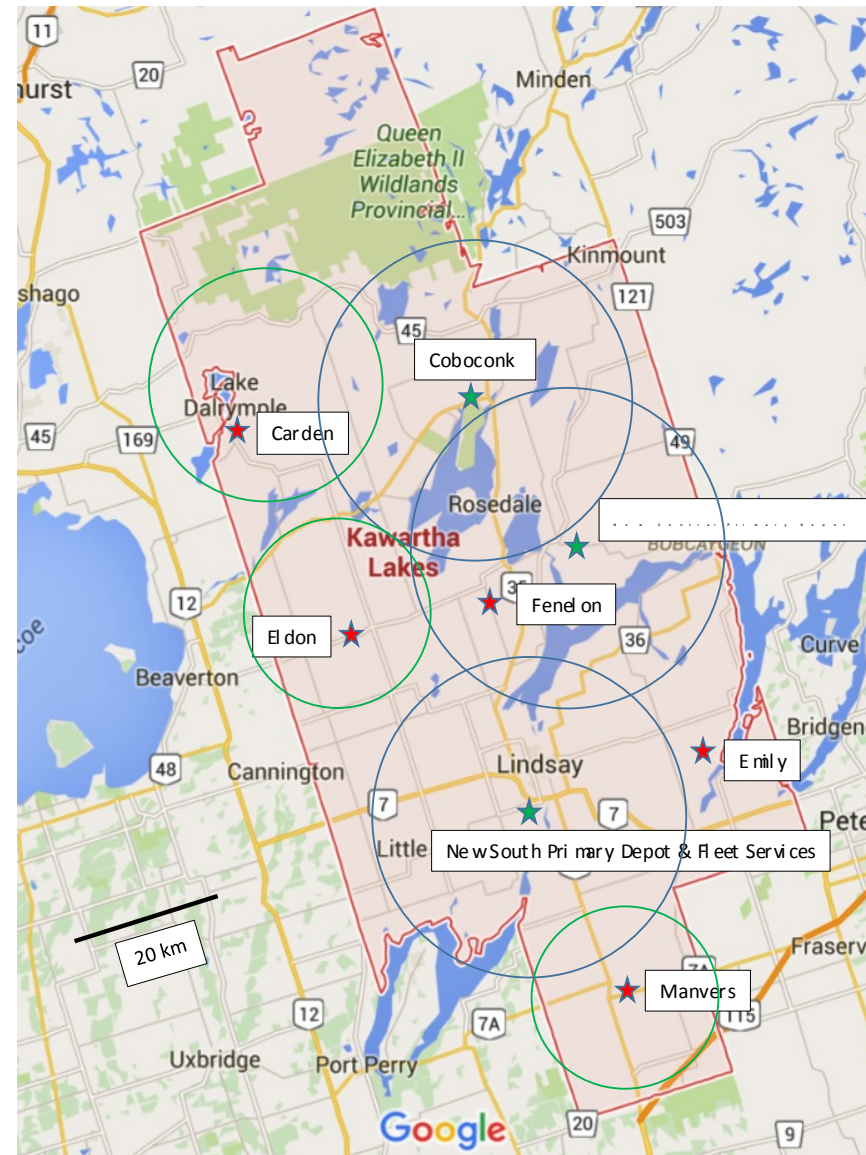 11
20
hurst
Minden
Queen
Elizabeth II
Wildlands
Provincial...
503
Kinmount
shago
121
45
Coboconk
Lake
Dalrymple
45
169
Carden
49
Rosedale
BOBCAYGEON
Kawartha
Lakes
12
35
Fenelon
Eldon
36
coe
Curve
Beaverton
Bridgen
Emily
48
Cannington
Lindsay
7
7
Pete
Little
New South Primary Depot & Fleet Services
20 km
Fraserv
7A
Manvers
12
7A
115
Uxbridge
Port Perry
Google
20
9